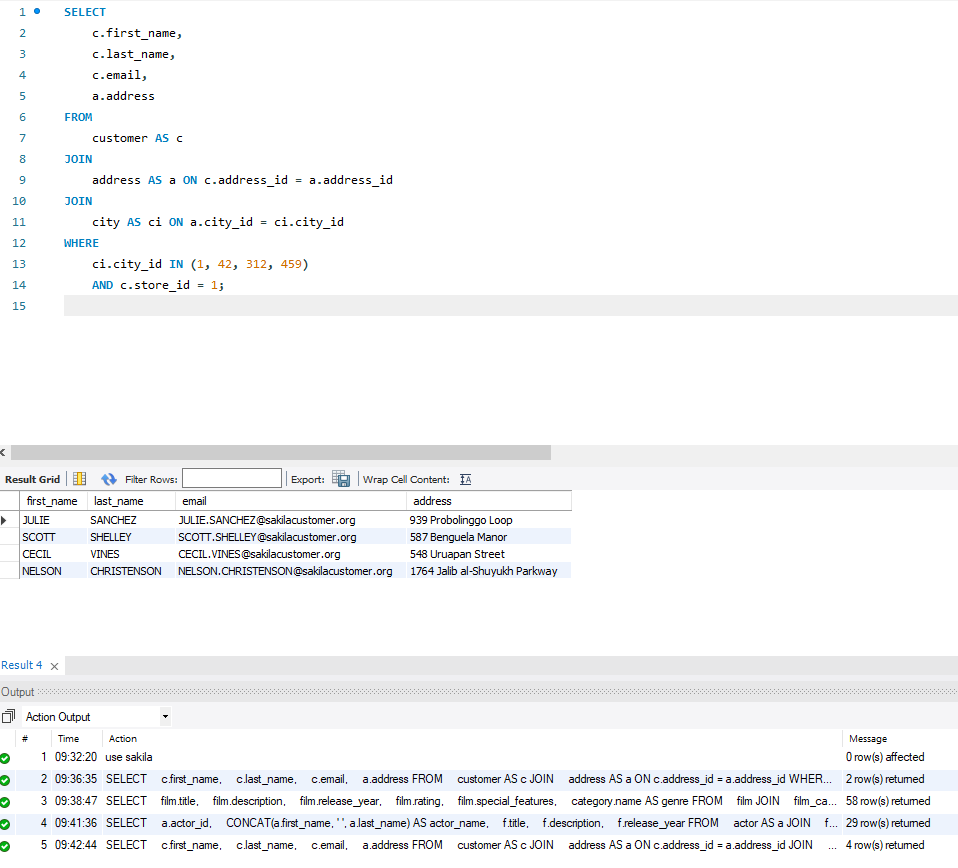 1 SELECT
2 c.first_name,
3 c.last_name,
4 c.email,
5 a.address
6 FROM
7 customer AS c
8 JOIN
9 address AS a ON c.address_id = a.address_id
10 JOIN
11 city AS ci ON a.city_id = ci.city_id
12 WHERE
13 ci.city_id IN (1, 42, 312, 459)
14 AND c.store_id = 1;
15
Result Grid Filter Rows: Export: Wrap Cell Content:
first_name last_name email address
JULIE SANCHEZ JULIE.SANCHEZ@sakilacustomer.org 939 Probolinggo Loop
SCOTT SHELLEY SCOTT.SHELLEY@sakilacustomer.org 587 Benguela Manor
CECIL VINES CECIL.VINES@sakilacustomer.org 548 Uruapan Street
NELSON CHRISTENSON NELSON.CHRISTENSON@sakilacustomer.org 1764 Jalib al-Shuyukh Parkway
Result 4
Output
Action Output
# Time Action Message
1 09:32:20 use sakila 0 row(s) affected
2 09:36:35 SELECT c.first_name, c.last_name, c.email, a.address FROM customer AS c JOIN address AS a ON c.address_id = a.address_id WHER... 2 row(s) returned
3 09:38:47 SELECT film.title, film.description, film.release_year, film.rating, film.special_features, category.name AS genre FROM film JOIN film_ca... 58 row(s) returned
4 09:41:36 SELECT a.actor_id, CONCAT(a.first_name, ' ', a.last_name) AS actor_name, f.title, f.description, f.release_year FROM actor AS a JOIN f... 29 row(s) returned
5 09:42:44 SELECT c.first_name, c.last_name, c.email, a.address FROM customer AS c JOIN address AS a ON c.address_id = a.address_id JOIN ... 4 row(s) returned